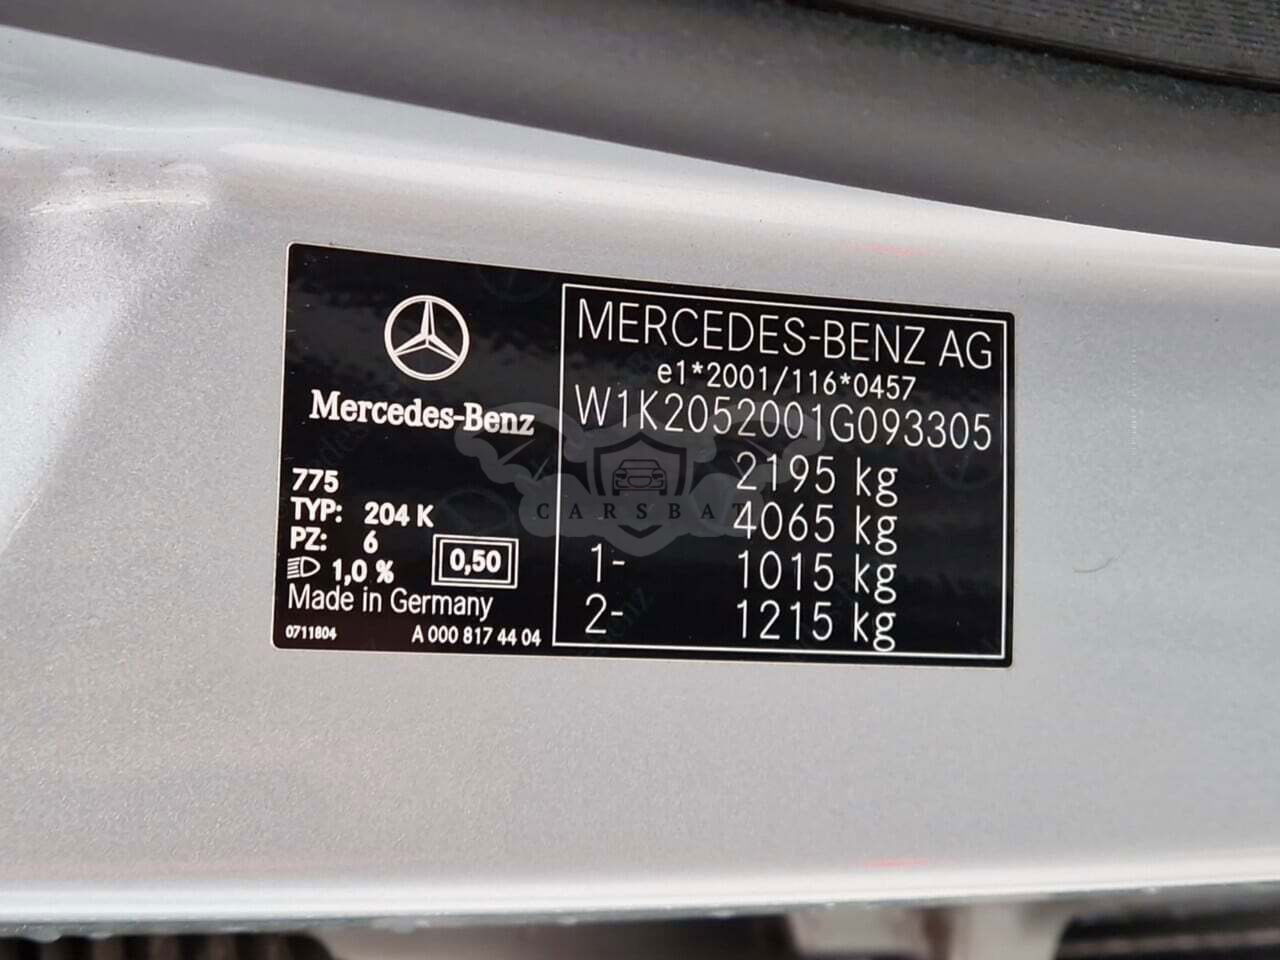 Mercedes-Benz
775
TYP: 204 K
PZ: 6
1,0 %
0,50
Made in Germany
0711804
A 000 817 44 04
MERCEDES-BENZ AG
e1*2001/116*0457
W1K2052001G093305
2195 kg
4065 kg
1- 1015 kg
2- 1215 kg
CARSBAT